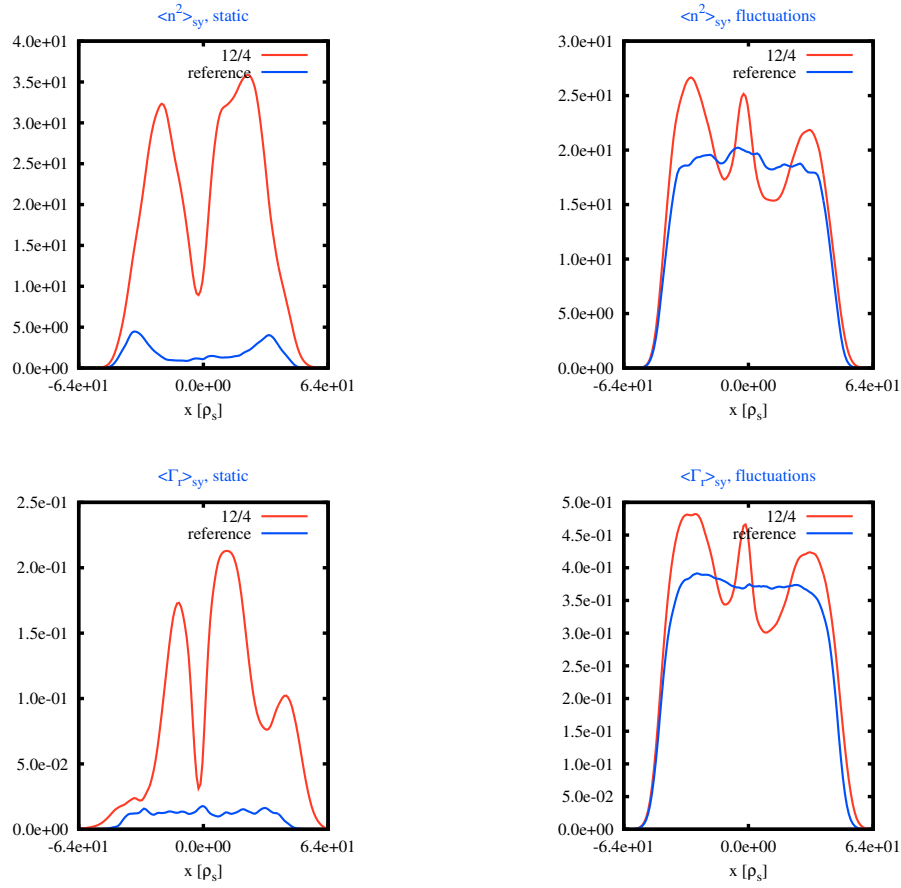 <n²>sy, static
4.0e+01
3.5e+01
3.0e+01
2.5e+01
2.0e+01
1.5e+01
1.0e+01
5.0e+00
0.0e+00
12/4
reference
-6.4e+01 0.0e+00 6.4e+01
x [ρs]
<n²>sy, fluctuations
3.0e+01
2.5e+01
2.0e+01
1.5e+01
1.0e+01
5.0e+00
0.0e+00
12/4
reference
-6.4e+01 0.0e+00 6.4e+01
x [ρs]
<Γr>sy, static
2.5e-01
2.0e-01
1.5e-01
1.0e-01
5.0e-02
0.0e+00
12/4
reference
-6.4e+01 0.0e+00 6.4e+01
x [ρs]
<Γr>sy, fluctuations
5.0e-01
4.5e-01
4.0e-01
3.5e-01
3.0e-01
2.5e-01
2.0e-01
1.5e-01
1.0e-01
5.0e-02
0.0e+00
12/4
reference
-6.4e+01 0.0e+00 6.4e+01
x [ρs]